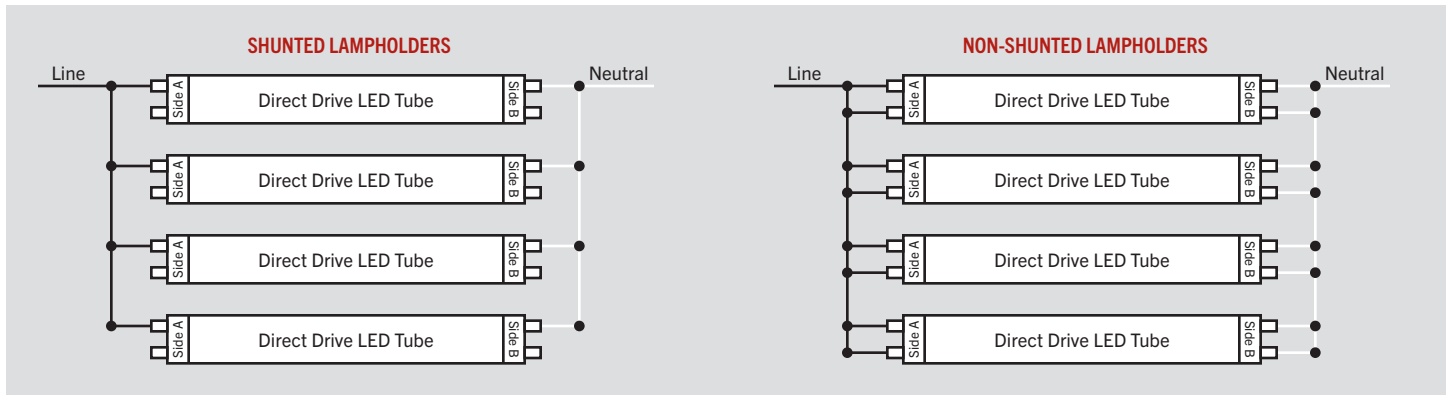 SHUNTED LAMPHOLDERS
Line
Neutral
Side A
Direct Drive LED Tube
Side B
Side A
Direct Drive LED Tube
Side B
Side A
Direct Drive LED Tube
Side B
Side A
Direct Drive LED Tube
Side B
NON-SHUNTED LAMPHOLDERS
Line
Neutral
Side A
Direct Drive LED Tube
Side B
Side A
Direct Drive LED Tube
Side B
Side A
Direct Drive LED Tube
Side B
Side A
Direct Drive LED Tube
Side B